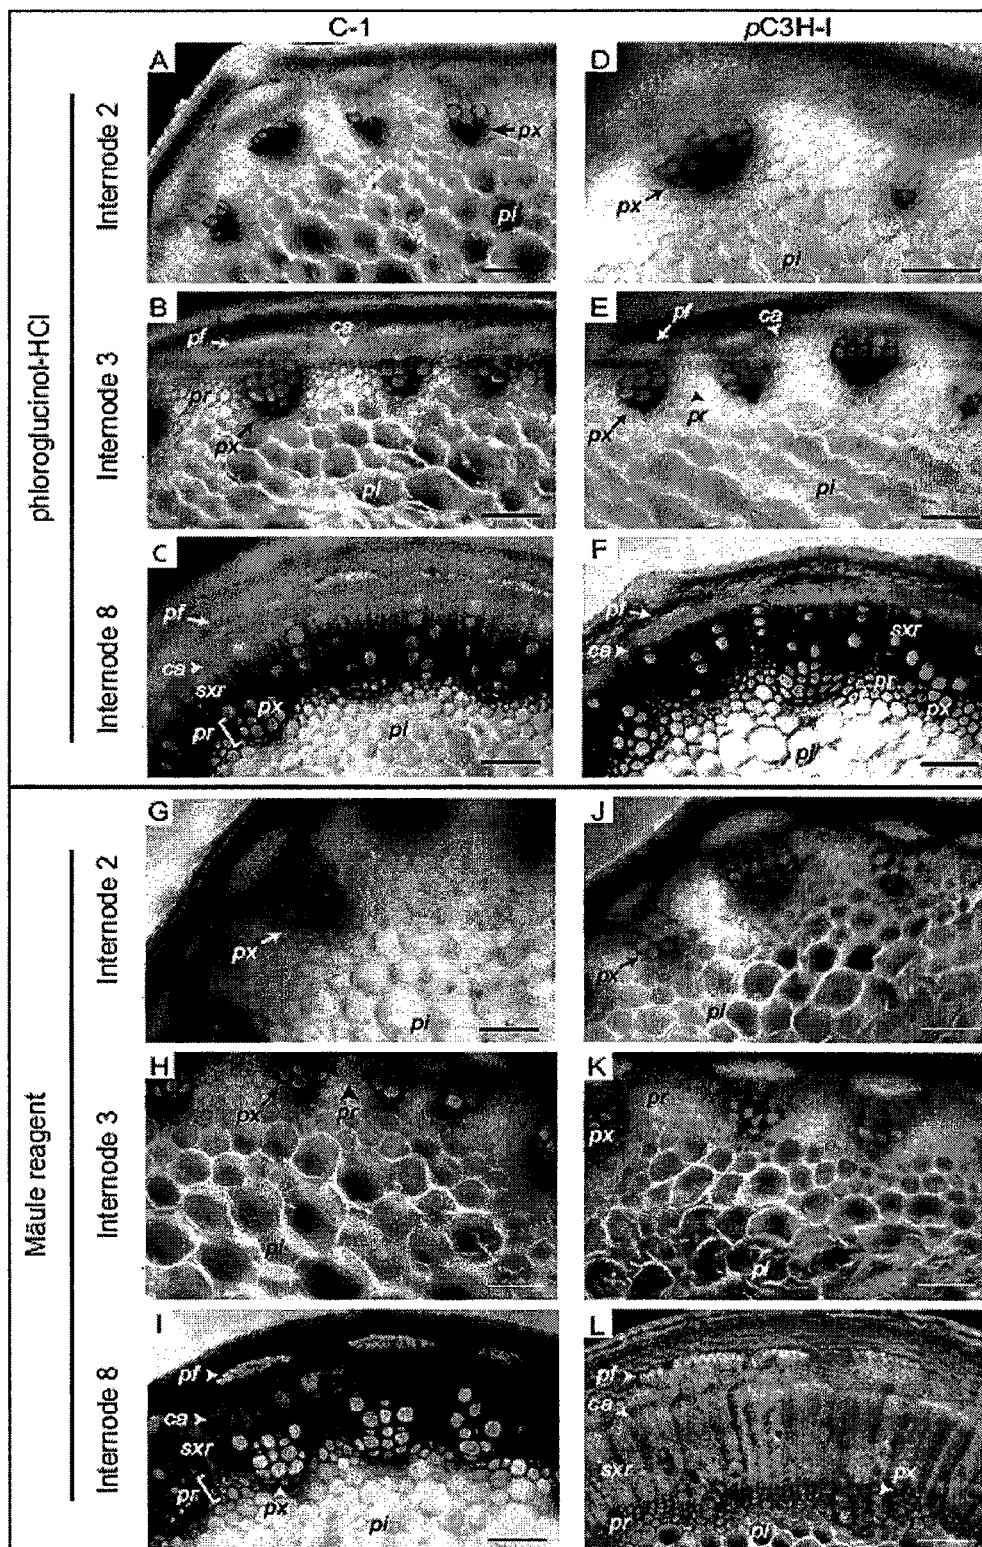 C-1
pC3H-I
phloroglucinol-HCl
Internode 2
A
px
pi
D
px
pi
Internode 3
B
pf
ca
pr
px
pi
E
pf
ca
px
pr
pi
Internode 8
C
pf
ca
sxr
px
pr
pi
F
pf
sxr
ca
pr
px
pi
Mäule reagent
Internode 2
G
px
pi
J
px
pi
Internode 3
H
px
pr
pi
K
pr
px
pi
Internode 8
I
pf
ca
sxr
pr
px
pi
L
pf
ca
px
sxr
pr
pi